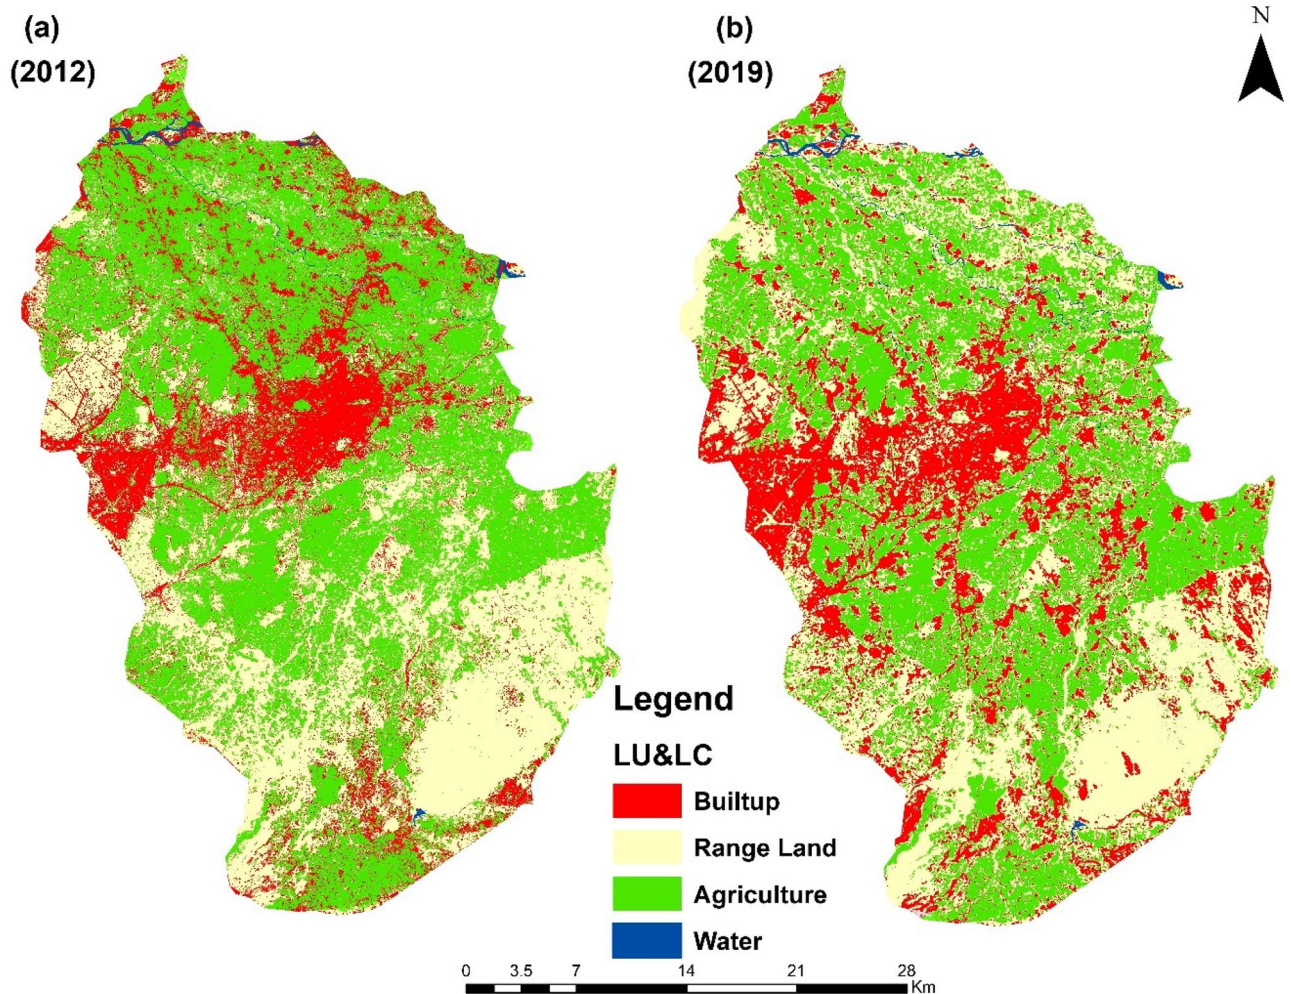 (a)
(2012)
(b)
(2019)
N
Legend
LU&LC
Builtup
Range Land
Agriculture
Water
0 3.5 7 14 21 28
Km